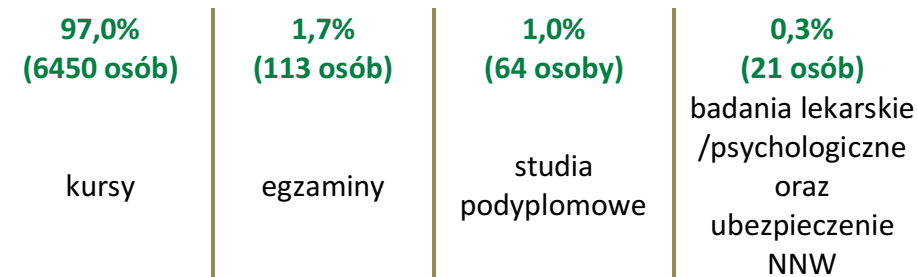 97,0%
(6450 osób)
kursy
1,7%
(113 osób)
egzaminy
1,0%
(64 osoby)
studia
podyplomowe
0,3%
(21 osób)
badania lekarskie
/psychologiczne
oraz
ubezpieczenie
NNW